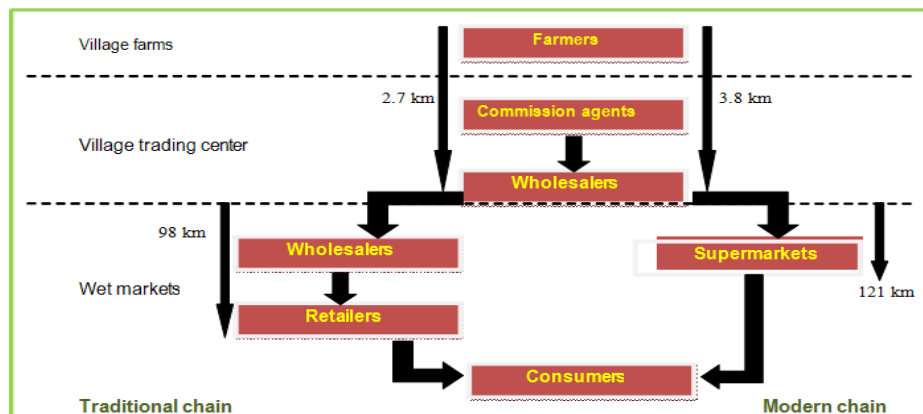 Village farms
Farmers
2.7 km
3.8 km
Commission agents
Village trading center
Wholesalers
98 km
Wholesalers
Supermarkets
Wet markets
121 km
Retailers
Consumers
Traditional chain
Modern chain